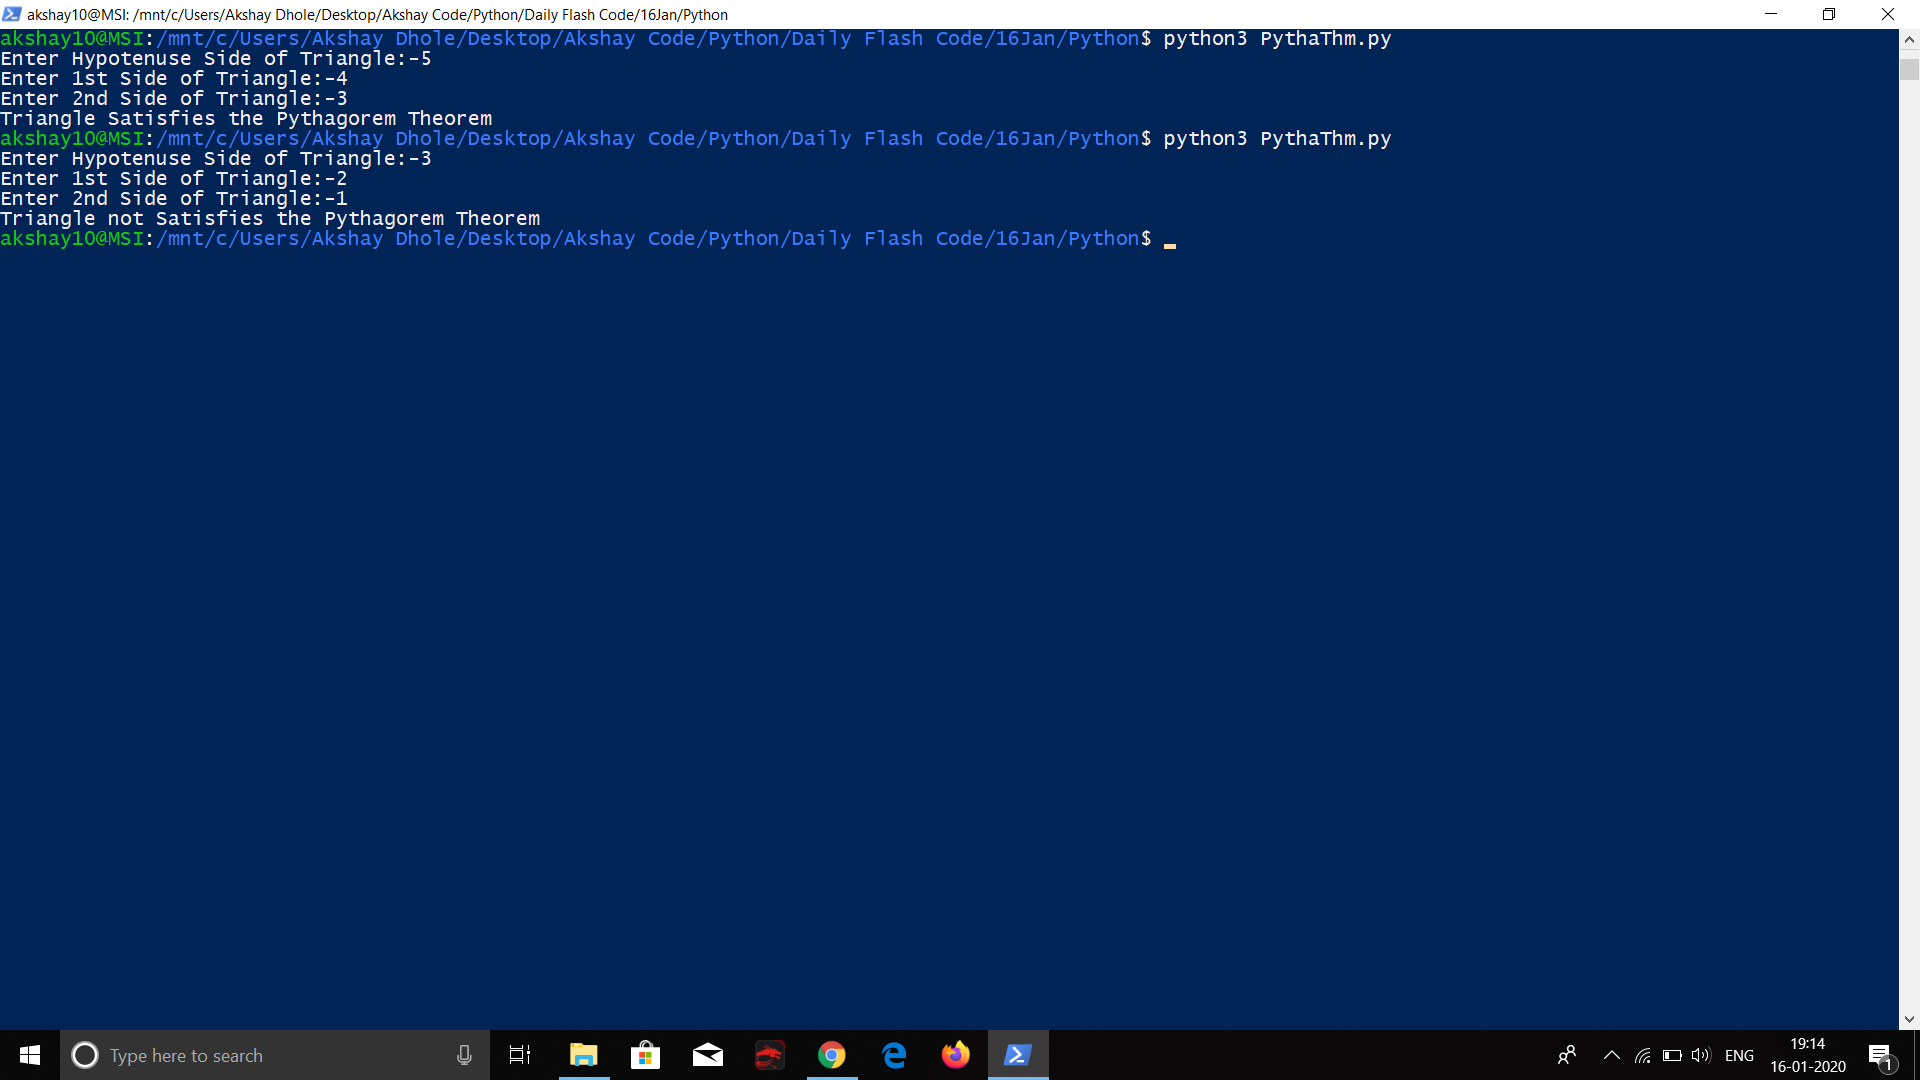 akshay10@MSI: /mnt/c/Users/Akshay Dhole/Desktop/Akshay Code/Python/Daily Flash Code/16Jan/Python
akshay10@MSI:/mnt/c/Users/Akshay Dhole/Desktop/Akshay Code/Python/Daily Flash Code/16Jan/Python$ python3 PythaThm.py
Enter Hypotenuse Side of Triangle:-5
Enter 1st Side of Triangle:-4
Enter 2nd Side of Triangle:-3
Triangle Satisfies the Pythagorem Theorem
akshay10@MSI:/mnt/c/Users/Akshay Dhole/Desktop/Akshay Code/Python/Daily Flash Code/16Jan/Python$ python3 PythaThm.py
Enter Hypotenuse Side of Triangle:-3
Enter 1st Side of Triangle:-2
Enter 2nd Side of Triangle:-1
Triangle not Satisfies the Pythagorem Theorem
akshay10@MSI:/mnt/c/Users/Akshay Dhole/Desktop/Akshay Code/Python/Daily Flash Code/16Jan/Python$
Type here to search
ENG
19:14
16-01-2020
1